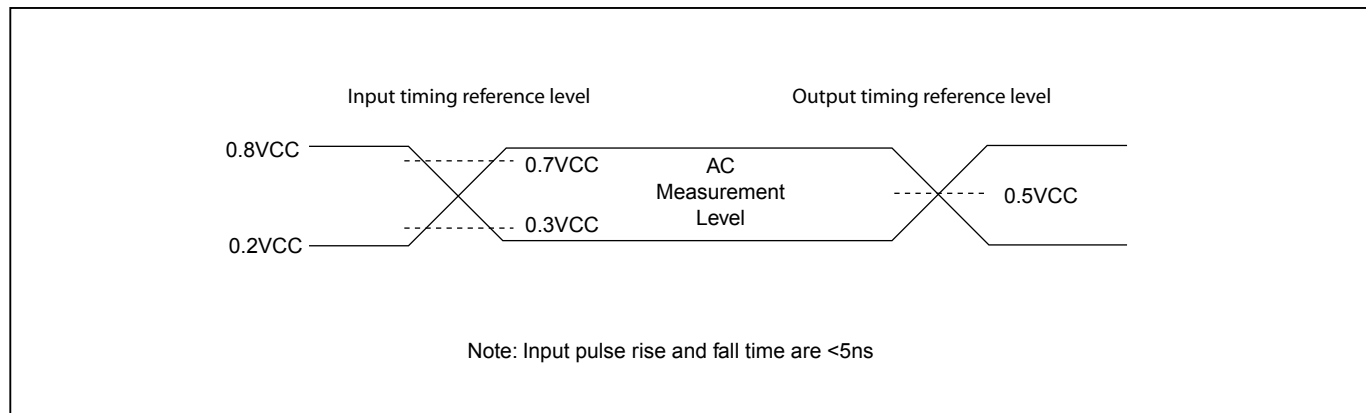 Input timing reference level
Output timing reference level
0.8VCC
0.7VCC
AC
Measurement
Level
0.5VCC
0.3VCC
0.2VCC
Note: Input pulse rise and fall time are <5ns